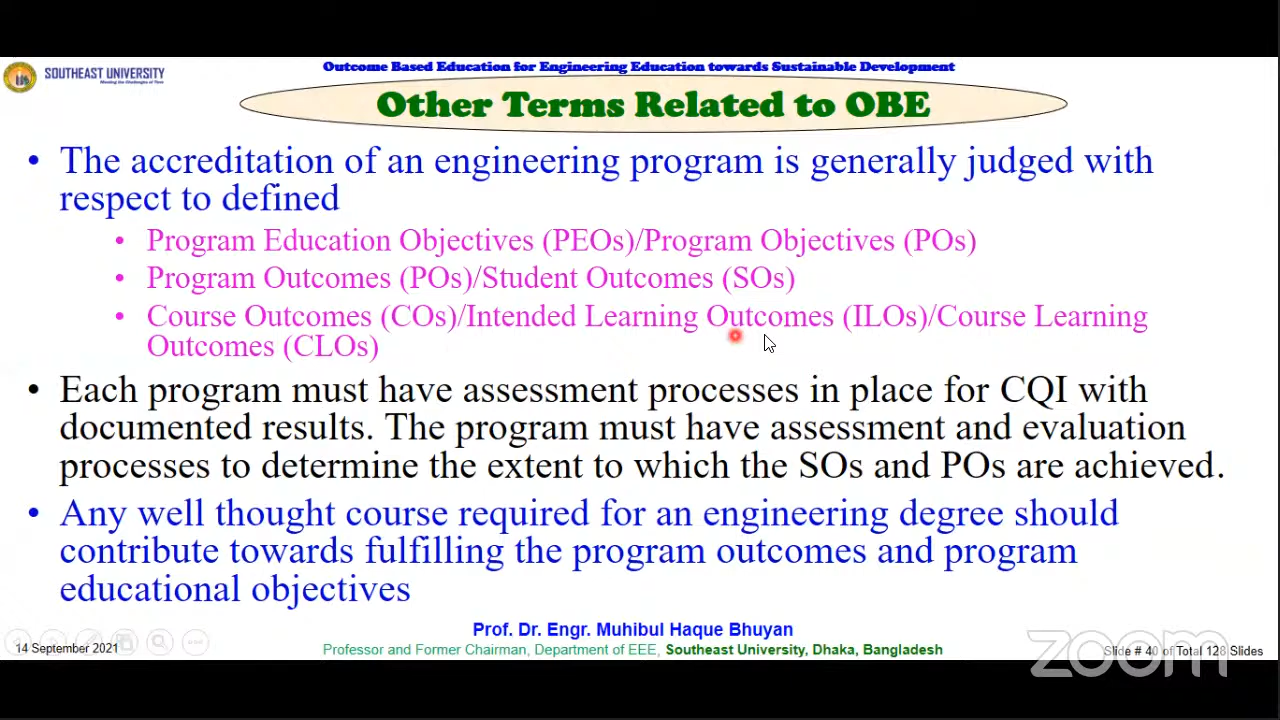 SOUTHEAST UNIVERSITY
Meeting the Challenges of Time
Outcome Based Education for Engineering Education towards Sustainable Development
Other Terms Related to OBE
• The accreditation of an engineering program is generally judged with
respect to defined
• Program Education Objectives (PEOs)/Program Objectives (POs)
• Program Outcomes (POs)/Student Outcomes (SOs)
• Course Outcomes (COs)/Intended Learning Outcomes (ILOs)/Course Learning
Outcomes (CLOs)
• Each program must have assessment processes in place for CQI with
documented results. The program must have assessment and evaluation
processes to determine the extent to which the SOs and POs are achieved.
• Any well thought course required for an engineering degree should
contribute towards fulfilling the program outcomes and program
educational objectives
Prof. Dr. Engr. Muhibul Haque Bhuyan
14 September 2021
Professor and Former Chairman, Department of EEE, Southeast University, Dhaka, Bangladesh
Slide # 40 of Total 128 Slides
zoom